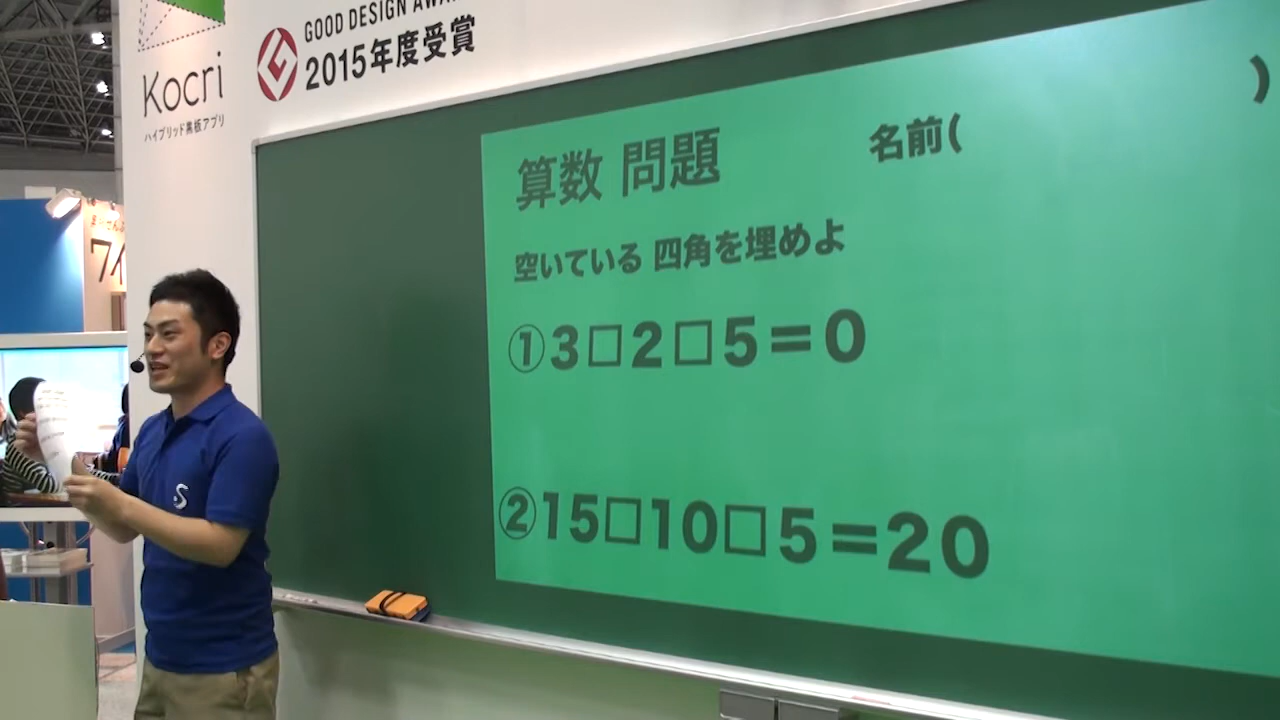 Kocri
ハイブリッド黒板アプリ
GOOD DESIGN AWA
2015年度受賞
算数 問題
名前( )
空いている 四角を埋めよ
①3□2□5=0
②15□10□5=20
S